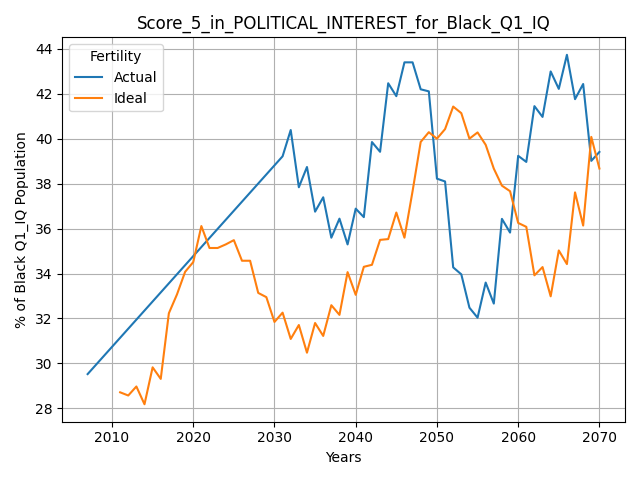 Score_5_in_POLITICAL_INTEREST_for_Black_Q1_IQ
Fertility
Actual
Ideal
% of Black Q1_IQ Population
44
42
40
38
36
34
32
30
28
2010 2020 2030 2040 2050 2060 2070
Years